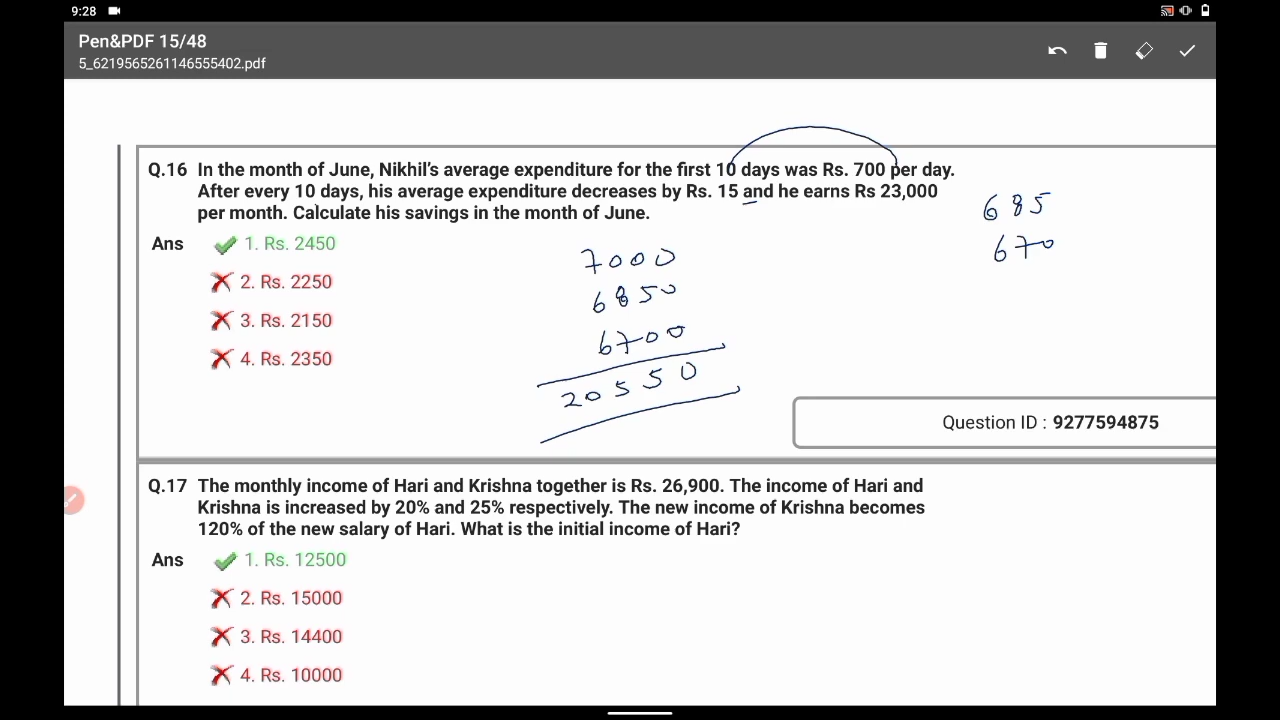 9:28
Pen&PDF 15/48
5_6219565261146555402.pdf
Q.16 In the month of June, Nikhil's average expenditure for the first 10 days was Rs. 700 per day.
After every 10 days, his average expenditure decreases by Rs. 15 and he earns Rs 23,000
per month. Calculate his savings in the month of June.
685
670
Ans 1. Rs. 2450
2. Rs. 2250
3. Rs. 2150
4. Rs. 2350
7000
6850
6700
20550
Question ID : 9277594875
Q.17 The monthly income of Hari and Krishna together is Rs. 26,900. The income of Hari and
Krishna is increased by 20% and 25% respectively. The new income of Krishna becomes
120% of the new salary of Hari. What is the initial income of Hari?
Ans 1. Rs. 12500
2. Rs. 15000
3. Rs. 14400
4. Rs. 10000